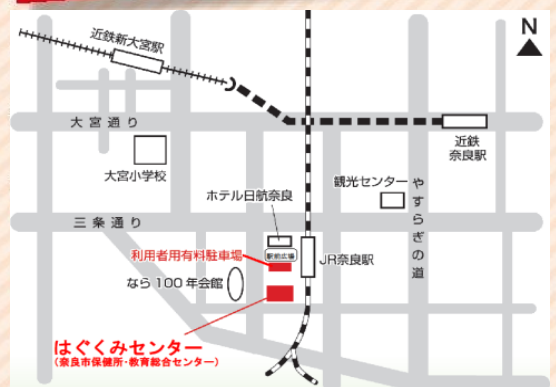 近鉄新大宮駅
N
大宮通り
近鉄
奈良駅
大宮小学校
観光センター
やすらぎの道
ホテル日航奈良
三条通り
駅前広場
利用者用有料駐車場
JR奈良駅
なら100年会館
はぐくみセンター
(奈良市保健所・教育総合センター)